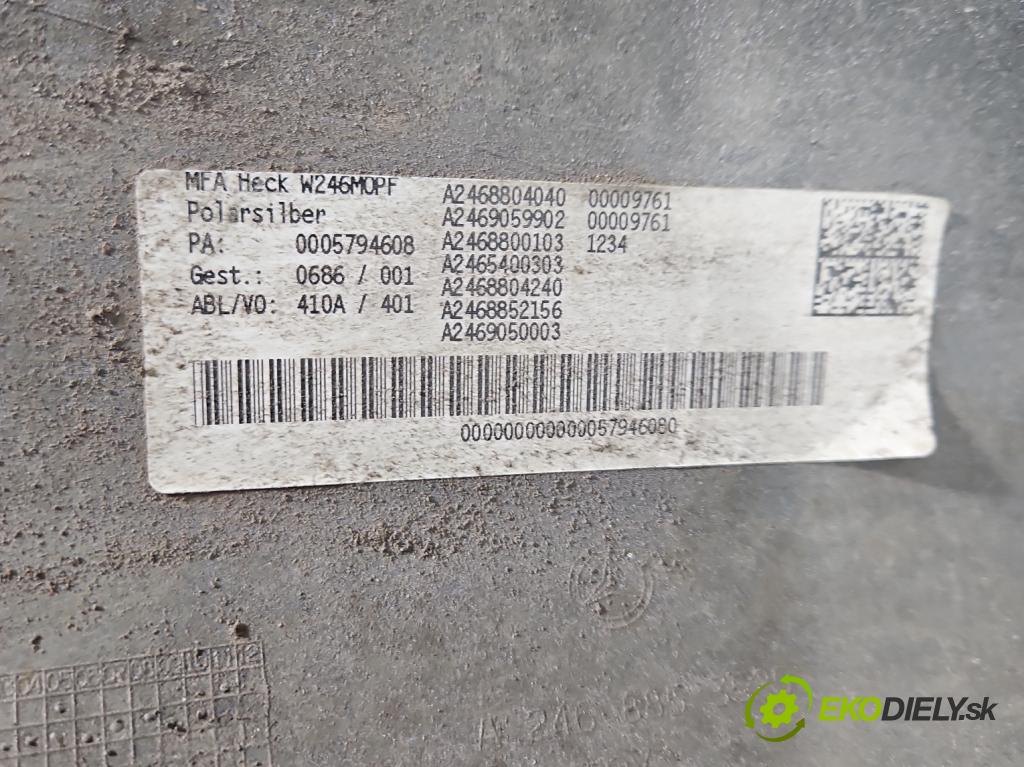 MFA Heck W246MOPF
Polarsilber
PA: 0005794608
Gest.: 0686 / 001
ABL/VO: 410A / 401
A2468804040 00009761
A2469059902 00009761
A2468800103 1234
A2465400303
A2468804240
A2468852156
A2469050003
000000000000057946080
EKODIELY.sk